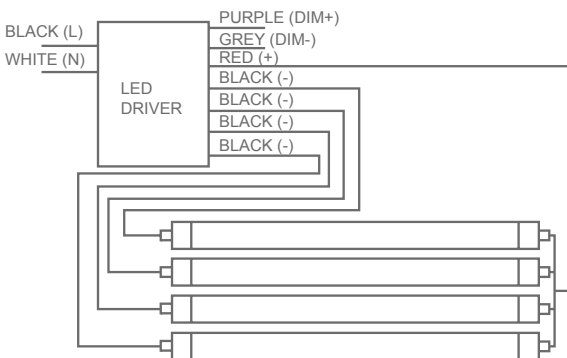 BLACK (L)
WHITE (N)
LED
DRIVER
PURPLE (DIM+)
GREY (DIM-)
RED (+)
BLACK (-)
BLACK (-)
BLACK (-)
BLACK (-)